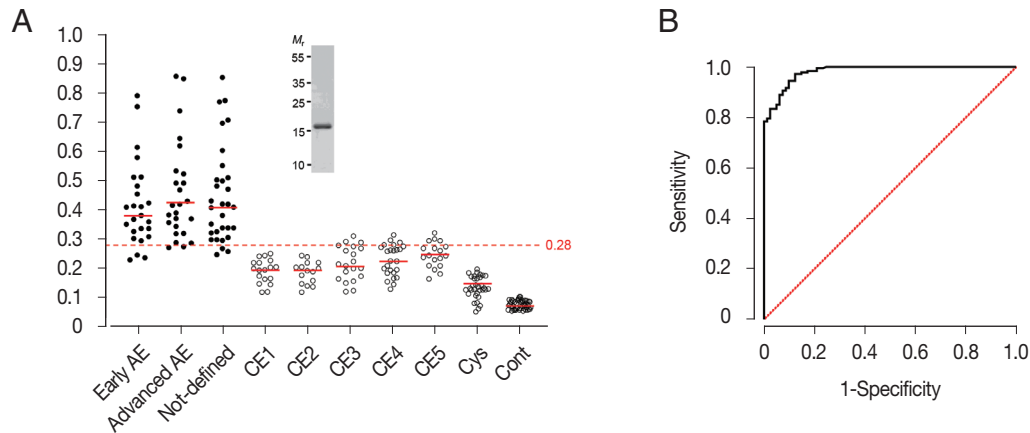 A
1.0
0.9
0.8
0.7
0.6
0.5
0.4
0.3
0.2
0.1
0
Mr
55
35
25
15
10
0.28
Early AE
Advanced AE
Not-defined
CE1
CE2
CE3
CE4
CE5
Cys
Cont
B
Sensitivity
1.0
0.8
0.6
0.4
0.2
0
0
0.2
0.4
0.6
0.8
1.0
1-Specificity